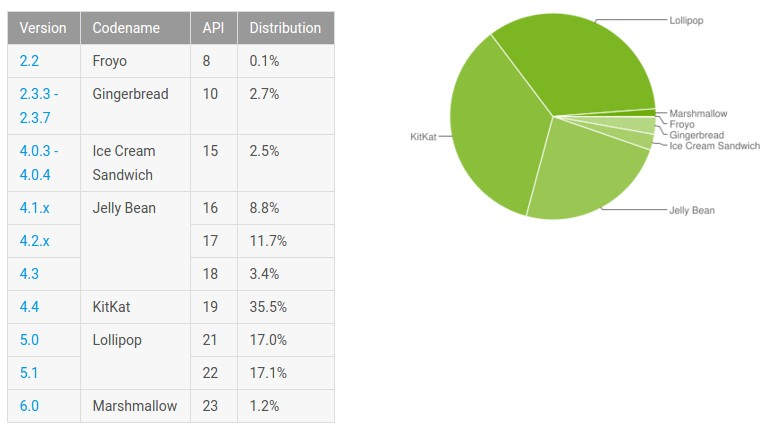 Version Codename API Distribution
2.2 Froyo 8 0.1%
2.3.3 - Gingerbread 10 2.7%
2.3.7
4.0.3 - Ice Cream 15 2.5%
4.0.4 Sandwich
4.1.x Jelly Bean 16 8.8%
4.2.x 17 11.7%
4.3 18 3.4%
4.4 KitKat 19 35.5%
5.0 Lollipop 21 17.0%
5.1 22 17.1%
6.0 Marshmallow 23 1.2%
Lollipop
Marshmallow
Froyo
Gingerbread
Ice Cream Sandwich
KitKat
Jelly Bean